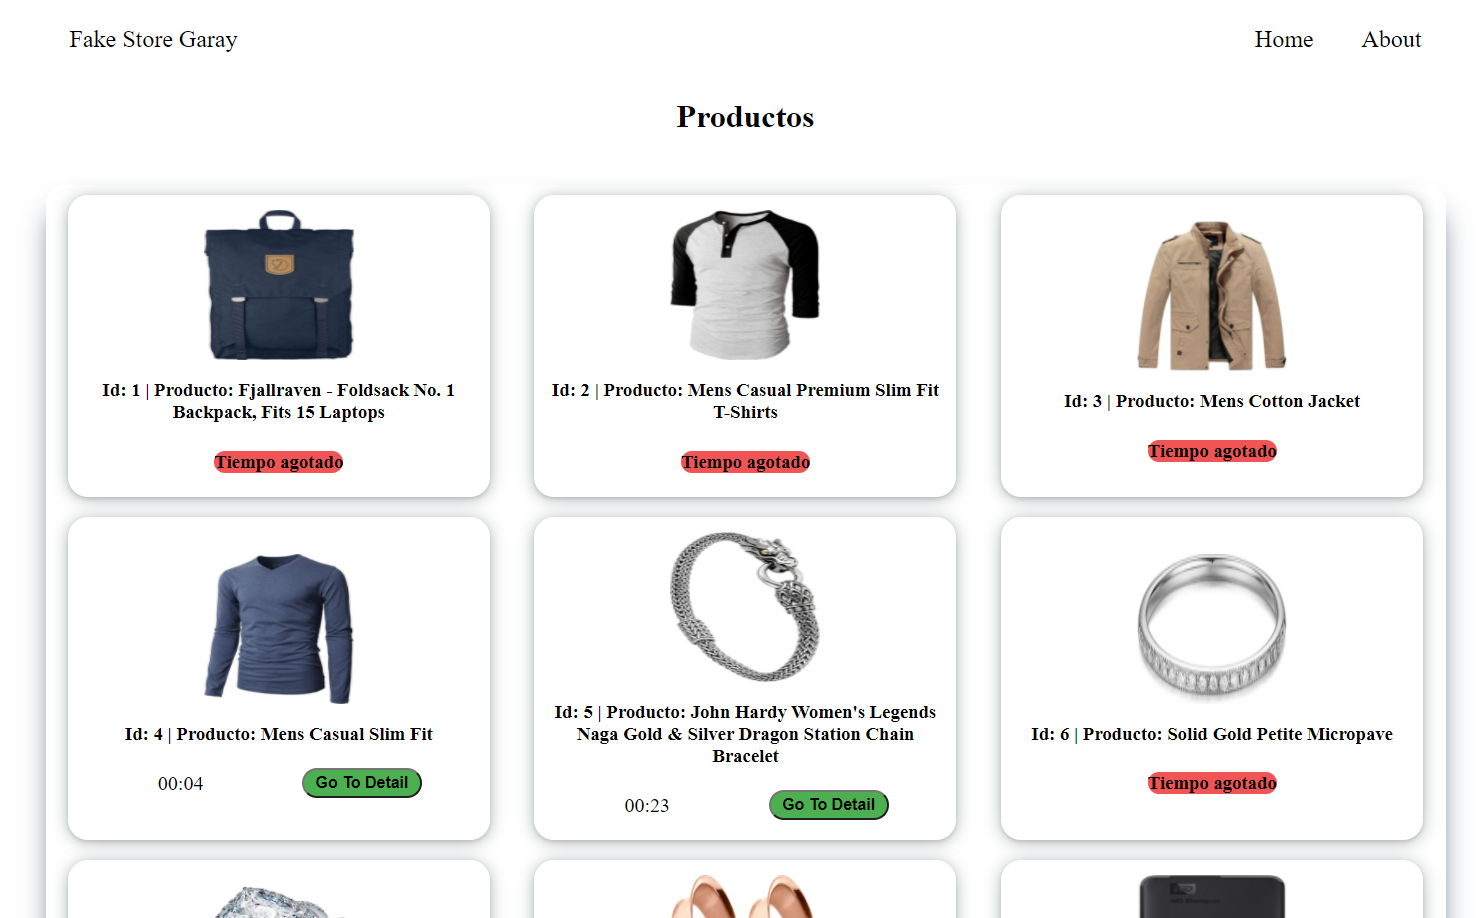 Fake Store Garay
Home
About
Productos
Id: 1 | Producto: Fjallraven - Foldsack No. 1
Backpack, Fits 15 Laptops
Tiempo agotado
Id: 2 | Producto: Mens Casual Premium Slim Fit
T-Shirts
Tiempo agotado
Id: 3 | Producto: Mens Cotton Jacket
Tiempo agotado
Id: 4 | Producto: Mens Casual Slim Fit
00:04
Go To Detail
Id: 5 | Producto: John Hardy Women's Legends
Naga Gold & Silver Dragon Station Chain
Bracelet
00:23
Go To Detail
Id: 6 | Producto: Solid Gold Petite Micropave
Tiempo agotado